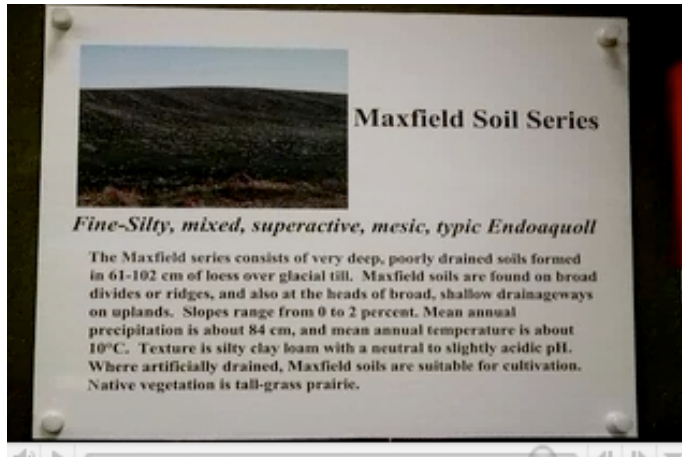 Maxfield Soil Series
Fine-Silty, mixed, superactive, mesic, typic Endoaquoll
The Maxfield series consists of very deep, poorly drained soils formed
in 61-102 cm of loess over glacial till. Maxfield soils are found on broad
divides or ridges, and also at the heads of broad, shallow drainageways
on uplands. Slopes range from 0 to 2 percent. Mean annual
precipitation is about 84 cm, and mean annual temperature is about
10°C. Texture is silty clay loam with a neutral to slightly acidic pH.
Where artificially drained, Maxfield soils are suitable for cultivation.
Native vegetation is tall-grass prairie.